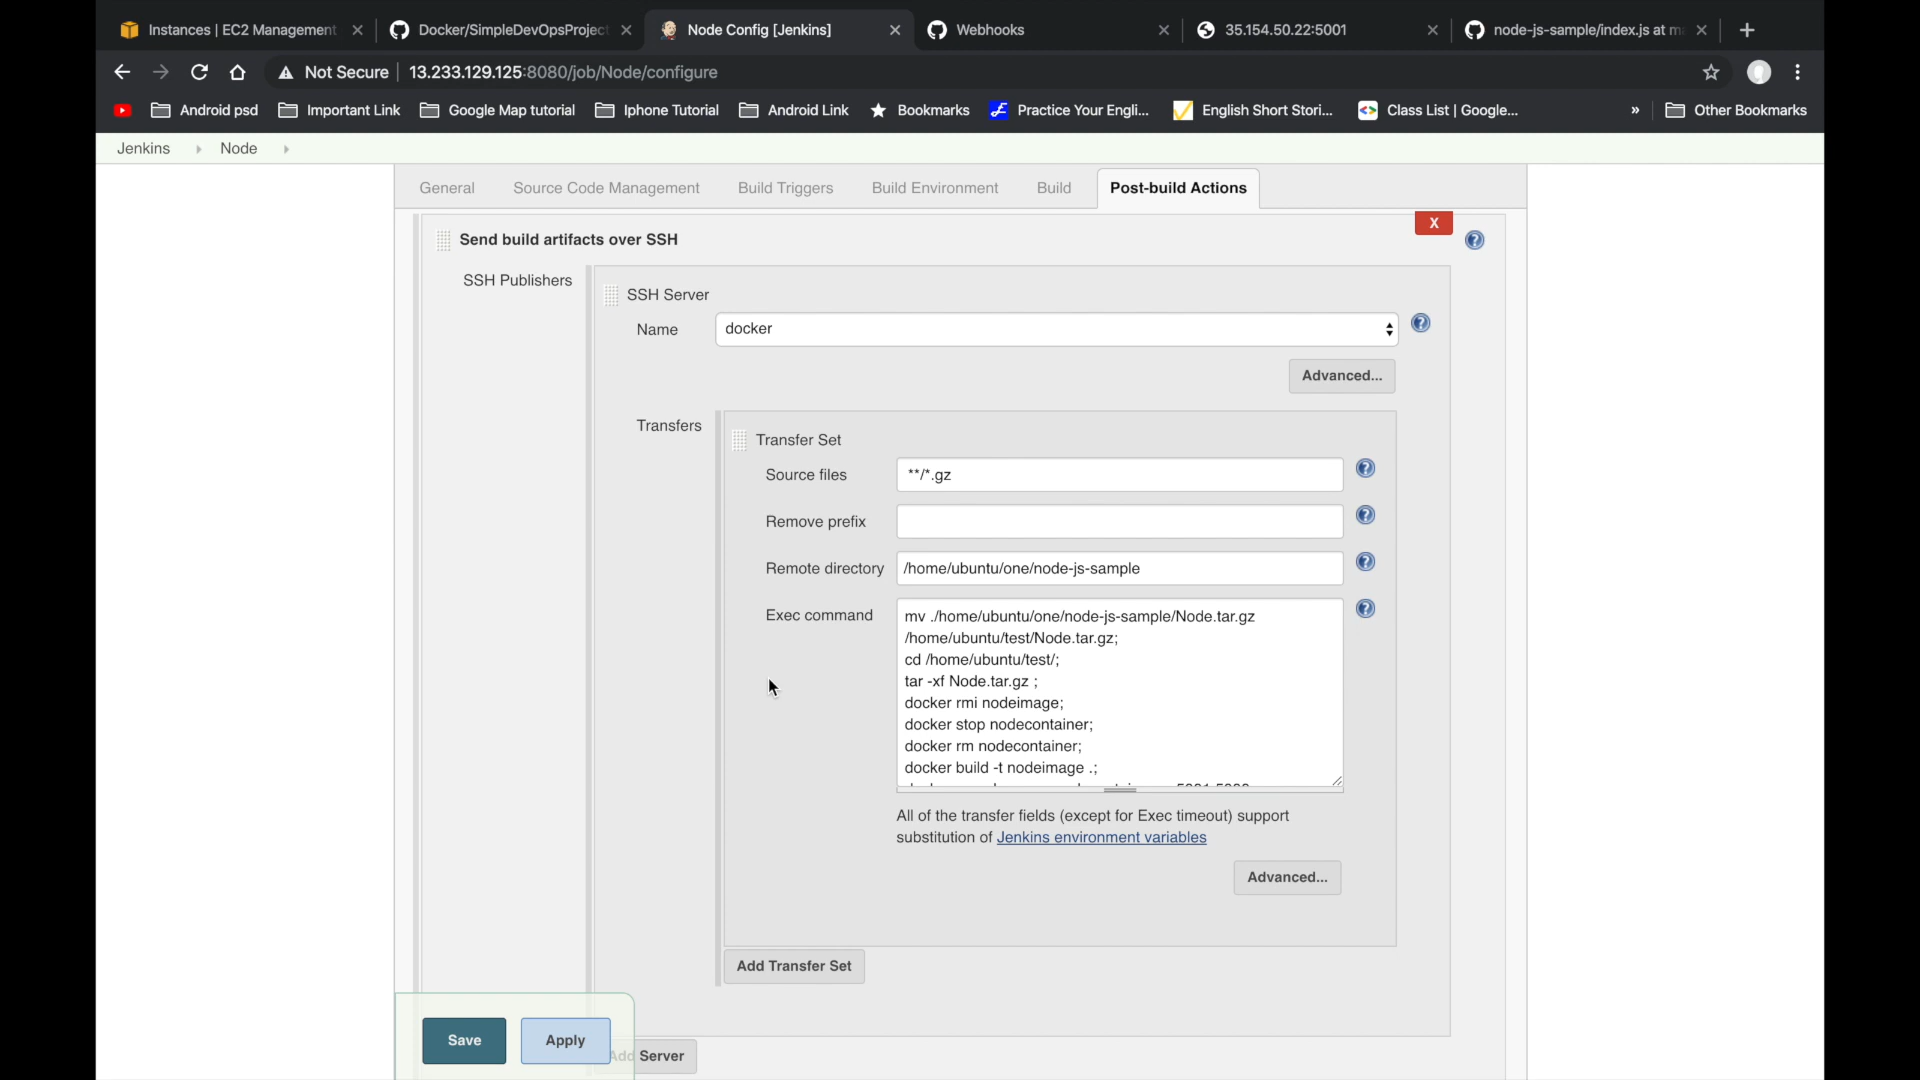 Instances | EC2 Management
Docker/SimpleDevOpsProject
Node Config [Jenkins]
Webhooks
35.154.50.22:5001
node-js-sample/index.js at m
Not Secure | 13.233.129.125:8080/job/Node/configure
Android psd
Important Link
Google Map tutorial
Iphone Tutorial
Android Link
Bookmarks
Practice Your Engli...
English Short Stori...
Class List | Google...
»
Other Bookmarks
Jenkins
Node
General
Source Code Management
Build Triggers
Build Environment
Build
Post-build Actions
X
Send build artifacts over SSH
SSH Publishers
SSH Server
Name
docker
Advanced...
Transfers
Transfer Set
Source files
**/*.gz
Remove prefix
Remote directory
/home/ubuntu/one/node-js-sample
Exec command
mv ./home/ubuntu/one/node-js-sample/Node.tar.gz
/home/ubuntu/test/Node.tar.gz;
cd /home/ubuntu/test/;
tar -xf Node.tar.gz ;
docker rmi nodeimage;
docker stop nodecontainer;
docker rm nodecontainer;
docker build -t nodeimage .;
All of the transfer fields (except for Exec timeout) support
substitution of Jenkins environment variables
Advanced...
Add Transfer Set
Save
Apply
Add Server